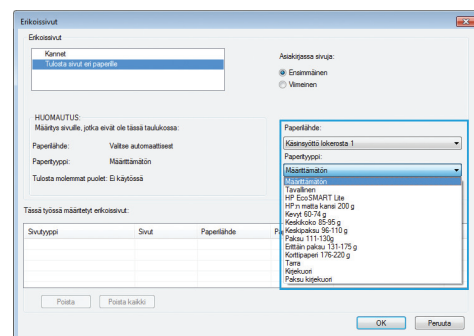 Erikoissivut
Erikoissivut
Kannet
Tulosta sivut eri paperille
Asiakirjassa sivuja:
Ensimmäinen
Viimeinen
HUOMAUTUS:
Määritys sivuille, jotka eivät ole tässä taulukossa:
Paperilähde: Valitse automaattisesti
Paperityyppi: Määrittämätön
Tulosta molemmat puolet: Ei käytössä
Paperilähde:
Käsinsyöttö lokerosta 1
Paperityyppi:
Määrittämätön
Määrittämätön
Tavallinen
HP EcoSMART Lite
HP:n matta kansi 200 g
Kevyt 60-74 g
Keskikoko 85-95 g
Keskipaksu 96-110 g
Paksu 111-130g
Erittäin paksu 131-175 g
Korttipaperi 176-220 g
Tarra
Kirjekuori
Paksu kirjekuori
Tässä työssä määritetyt erikoissivut:
Sivutyyppi Sivut Paperilähde
Poista Poista kaikki
OK Peruuta